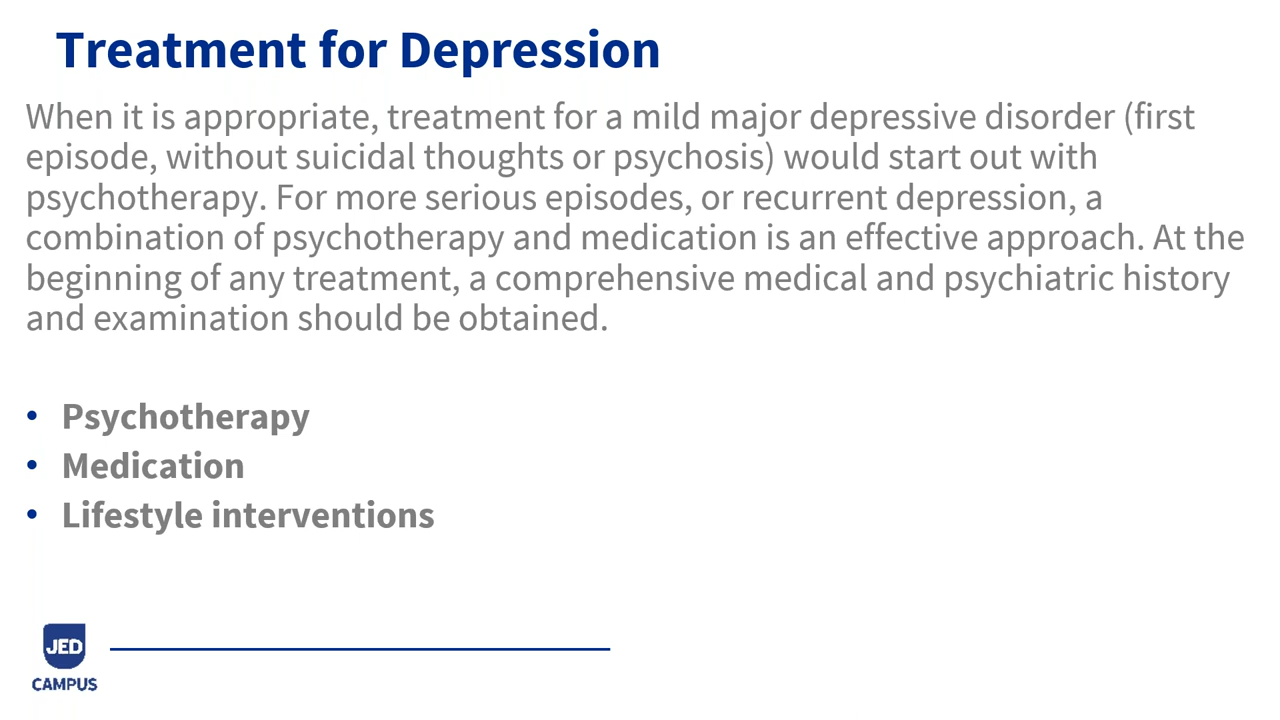 Treatment for Depression
When it is appropriate, treatment for a mild major depressive disorder (first
episode, without suicidal thoughts or psychosis) would start out with
psychotherapy. For more serious episodes, or recurrent depression, a
combination of psychotherapy and medication is an effective approach. At the
beginning of any treatment, a comprehensive medical and psychiatric history
and examination should be obtained.
• Psychotherapy
• Medication
• Lifestyle interventions
JED
CAMPUS